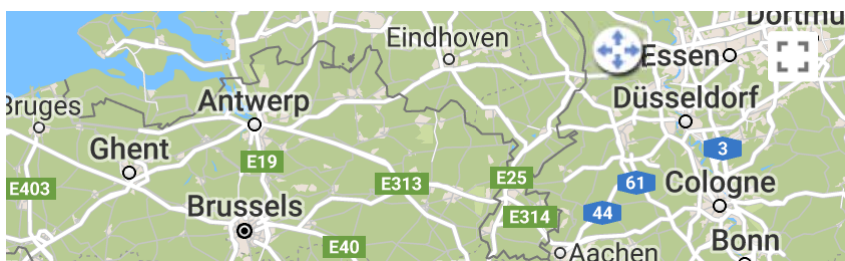 Dortmu
Eindhoven
Essen
Bruges
Antwerp
Düsseldorf
Ghent
E19
3
E403
E313
E25
61
Cologne
Brussels
E314
44
E40
Aachen
Bonn